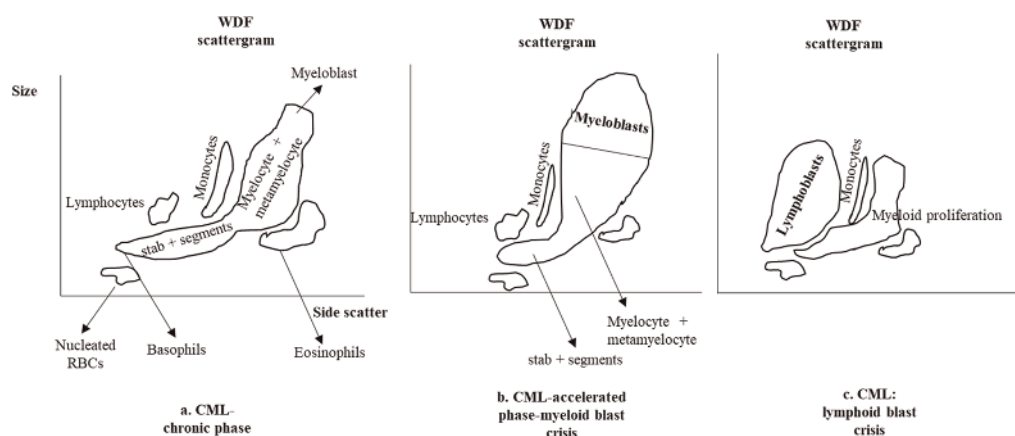 WDF
scattergram
Size
Myeloblast
Monocytes
Myelocyte +
metamyelocyte
Lymphocytes
stab + segments
Side scatter
Nucleated
RBCs
Basophils
Eosinophils
a. CML-
chronic phase
WDF
scattergram
Myeloblasts
Monocytes
Lymphocytes
Myelocyte +
metamyelocyte
stab + segments
b. CML-accelerated
phase-myeloid blast
crisis
WDF
scattergram
Lymphoblasts
Monocytes
Myeloid proliferation
c. CML:
lymphoid blast
crisis